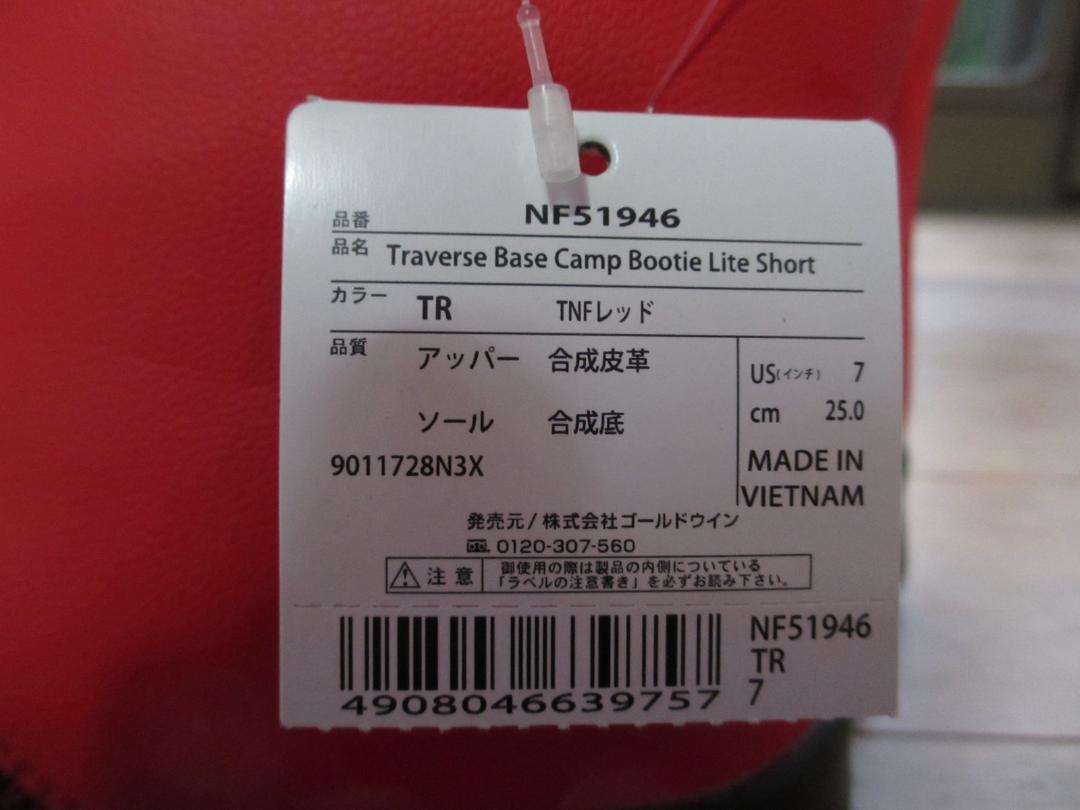 品番 NF51946
品名 Traverse Base Camp Bootie Lite Short
カラー TR TNFレッド
品質 アッパー 合成皮革
US(インチ) 7
ソール 合成底
cm 25.0
9011728N3X
MADE IN
VIETNAM
発売元/株式会社ゴールドウイン
0120-307-560
注意 御使用の際は製品の内側についている
「ラベルの注意書き」を必ずお読み下さい。
NF51946
TR
7
4908046639757